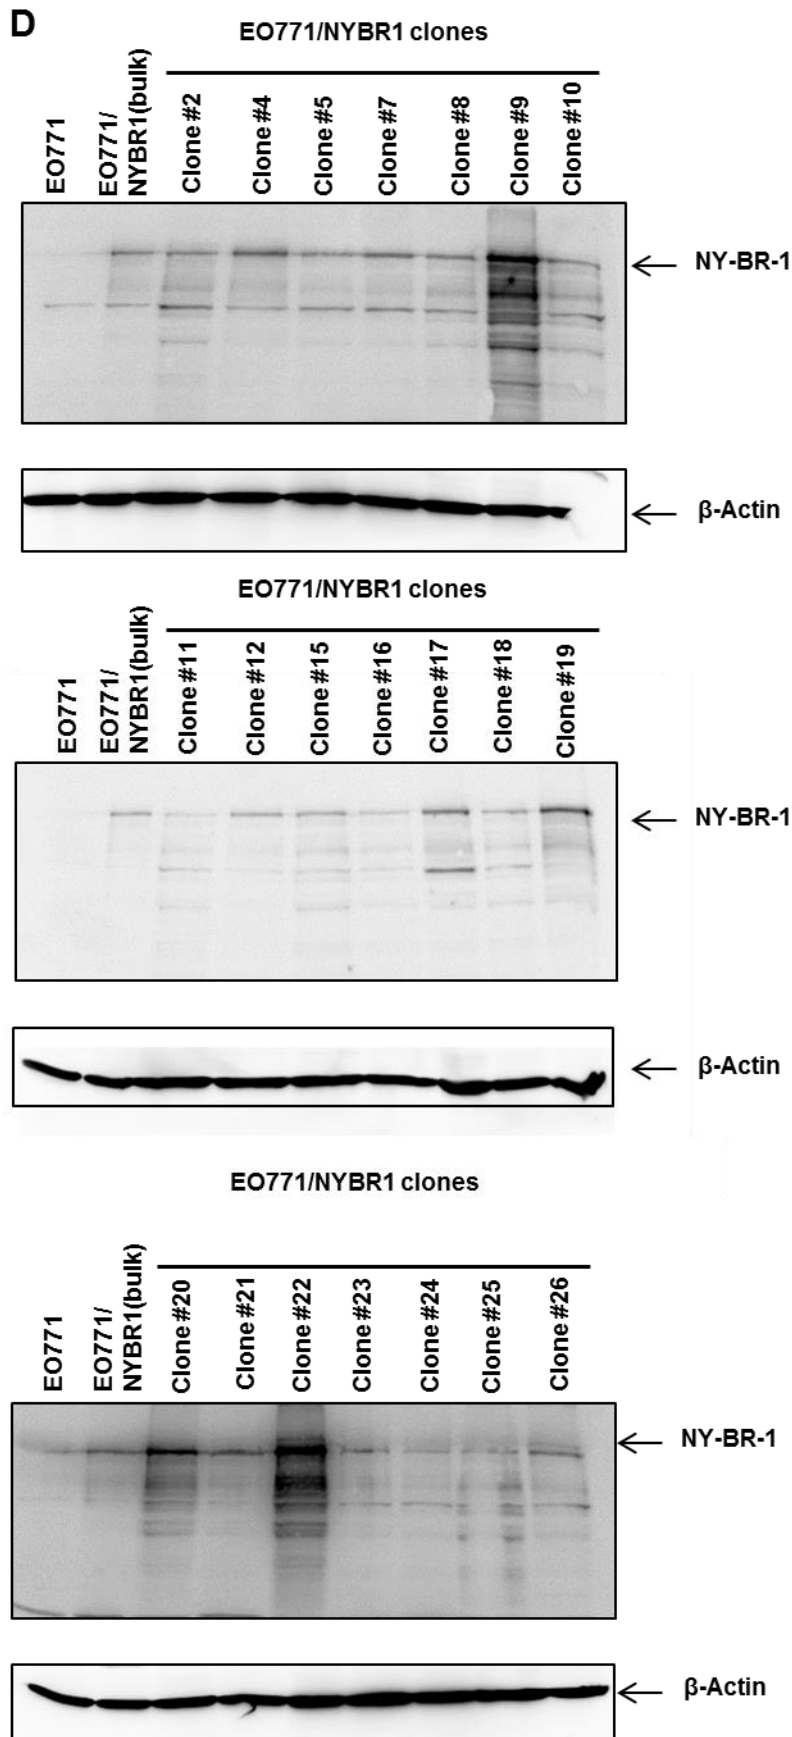 D
EO771/NYBR1 clones
EO771
EO771/
NYBR1(bulk)
Clone#2
Clone#4
Clone#5
Clone#7
Clone#8
Clone#9
Clone#10
NY-BR-1
β-Actin
EO771/NYBR1 clones
EO771
EO771/
NYBR1(bulk)
Clone#11
Clone#12
Clone#15
Clone#16
Clone#17
Clone#18
Clone#19
NY-BR-1
β-Actin
EO771/NYBR1 clones
EO771
EO771/
NYBR1(bulk)
Clone#20
Clone#21
Clone#22
Clone#23
Clone#24
Clone#25
Clone#26
NY-BR-1
β-Actin